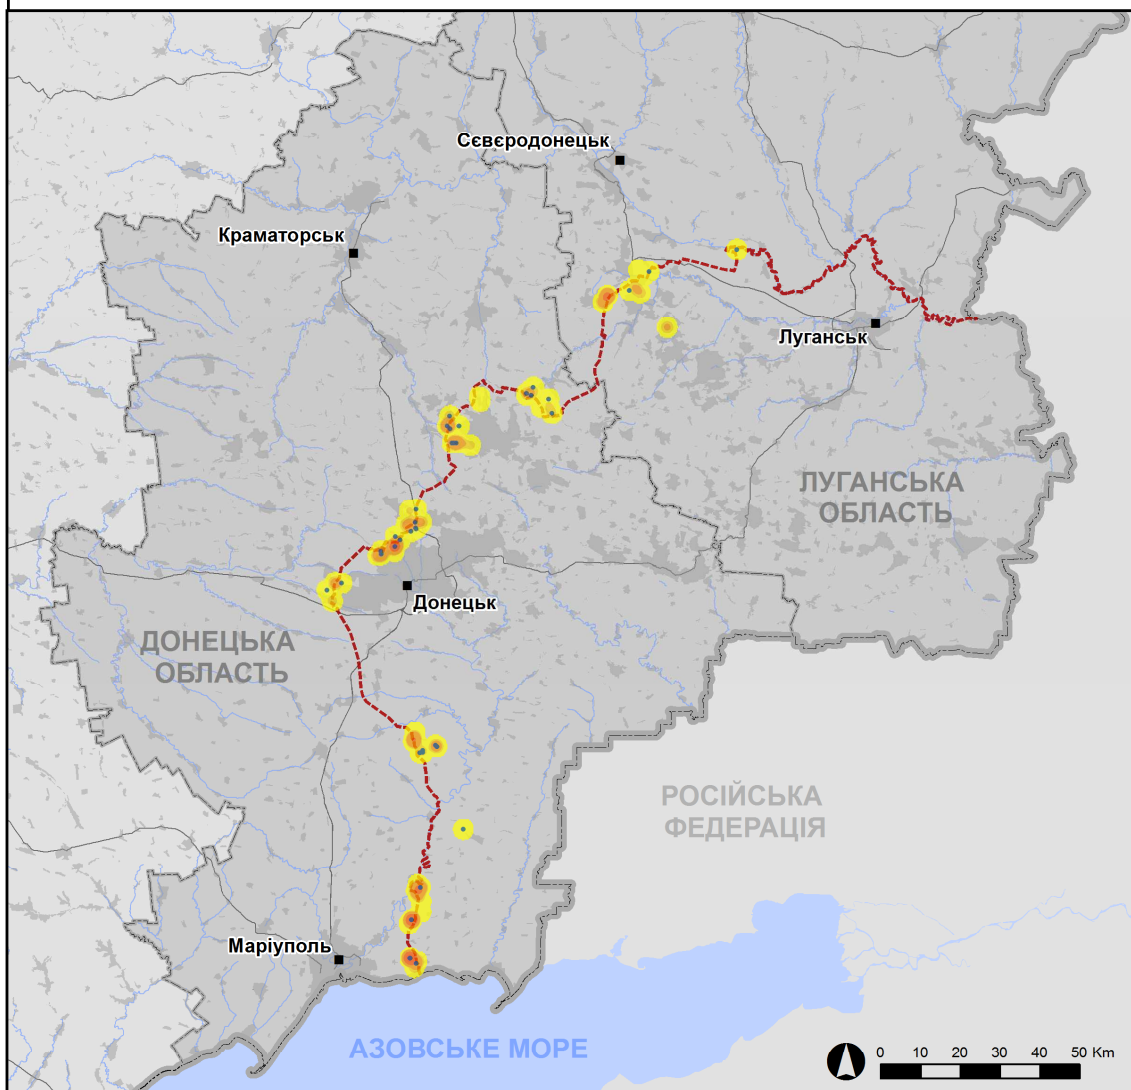 Сєвєродонецьк
Краматорськ
Луганськ
ЛУГАНСЬКА
ОБЛАСТЬ
Донецьк
ДОНЕЦЬКА
ОБЛАСТЬ
РОСІЙСЬКА
ФЕДЕРАЦІЯ
Маріуполь
АЗОВСЬКЕ МОРЕ
0 10 20 30 40 50 Km